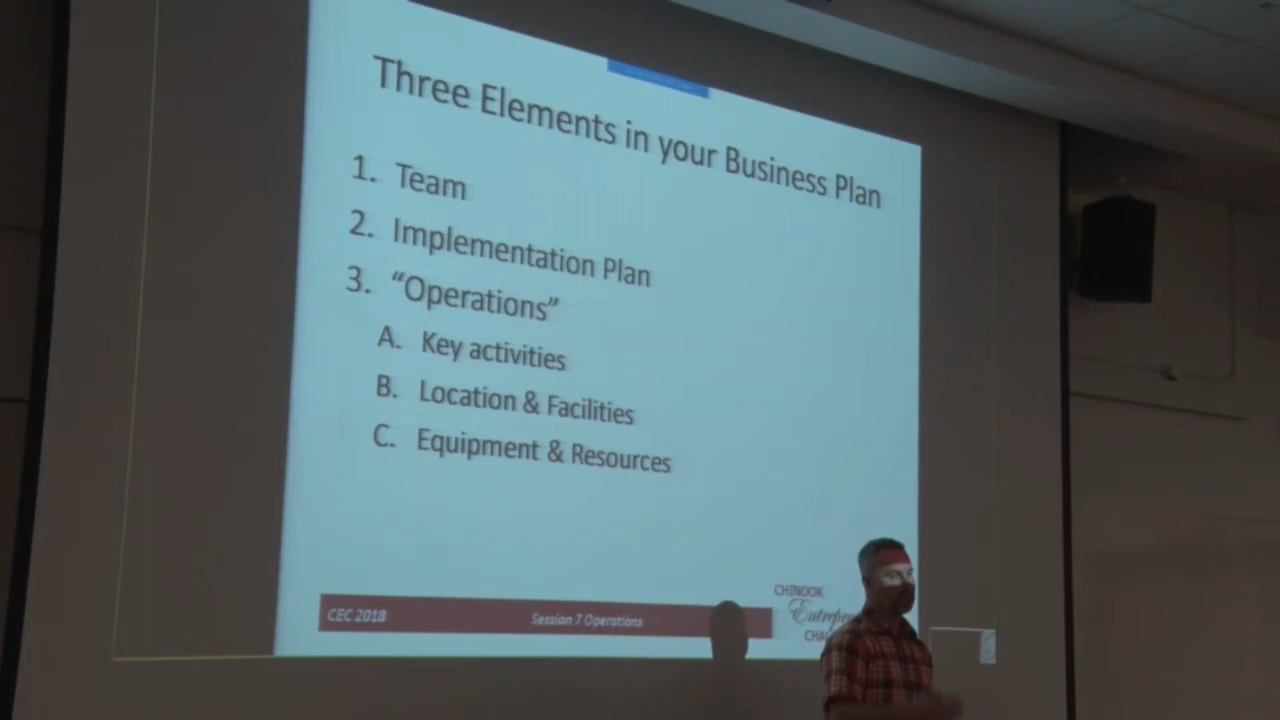 Three Elements in your Business Plan
1. Team
2. Implementation Plan
3. “Operations”
A. Key activities
B. Location & Facilities
C. Equipment & Resources
CEC 2018
Session 7 Operations
CHINOOK